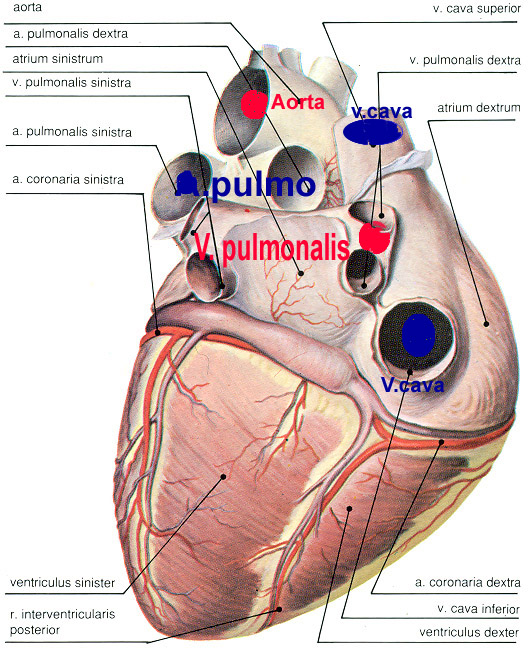 aorta
a. pulmonalis dextra
atrium sinistrum
v. pulmonalis sinistra
a. pulmonalis sinistra
a. coronaria sinistra
v. cava superior
v. pulmonalis dextra
atrium dextrum
Aorta
v.cava
A.pulmo
V. pulmonalis
V.cava
ventriculus sinister
r. interventricularis
posterior
a. coronaria dextra
v. cava inferior
ventriculus dexter